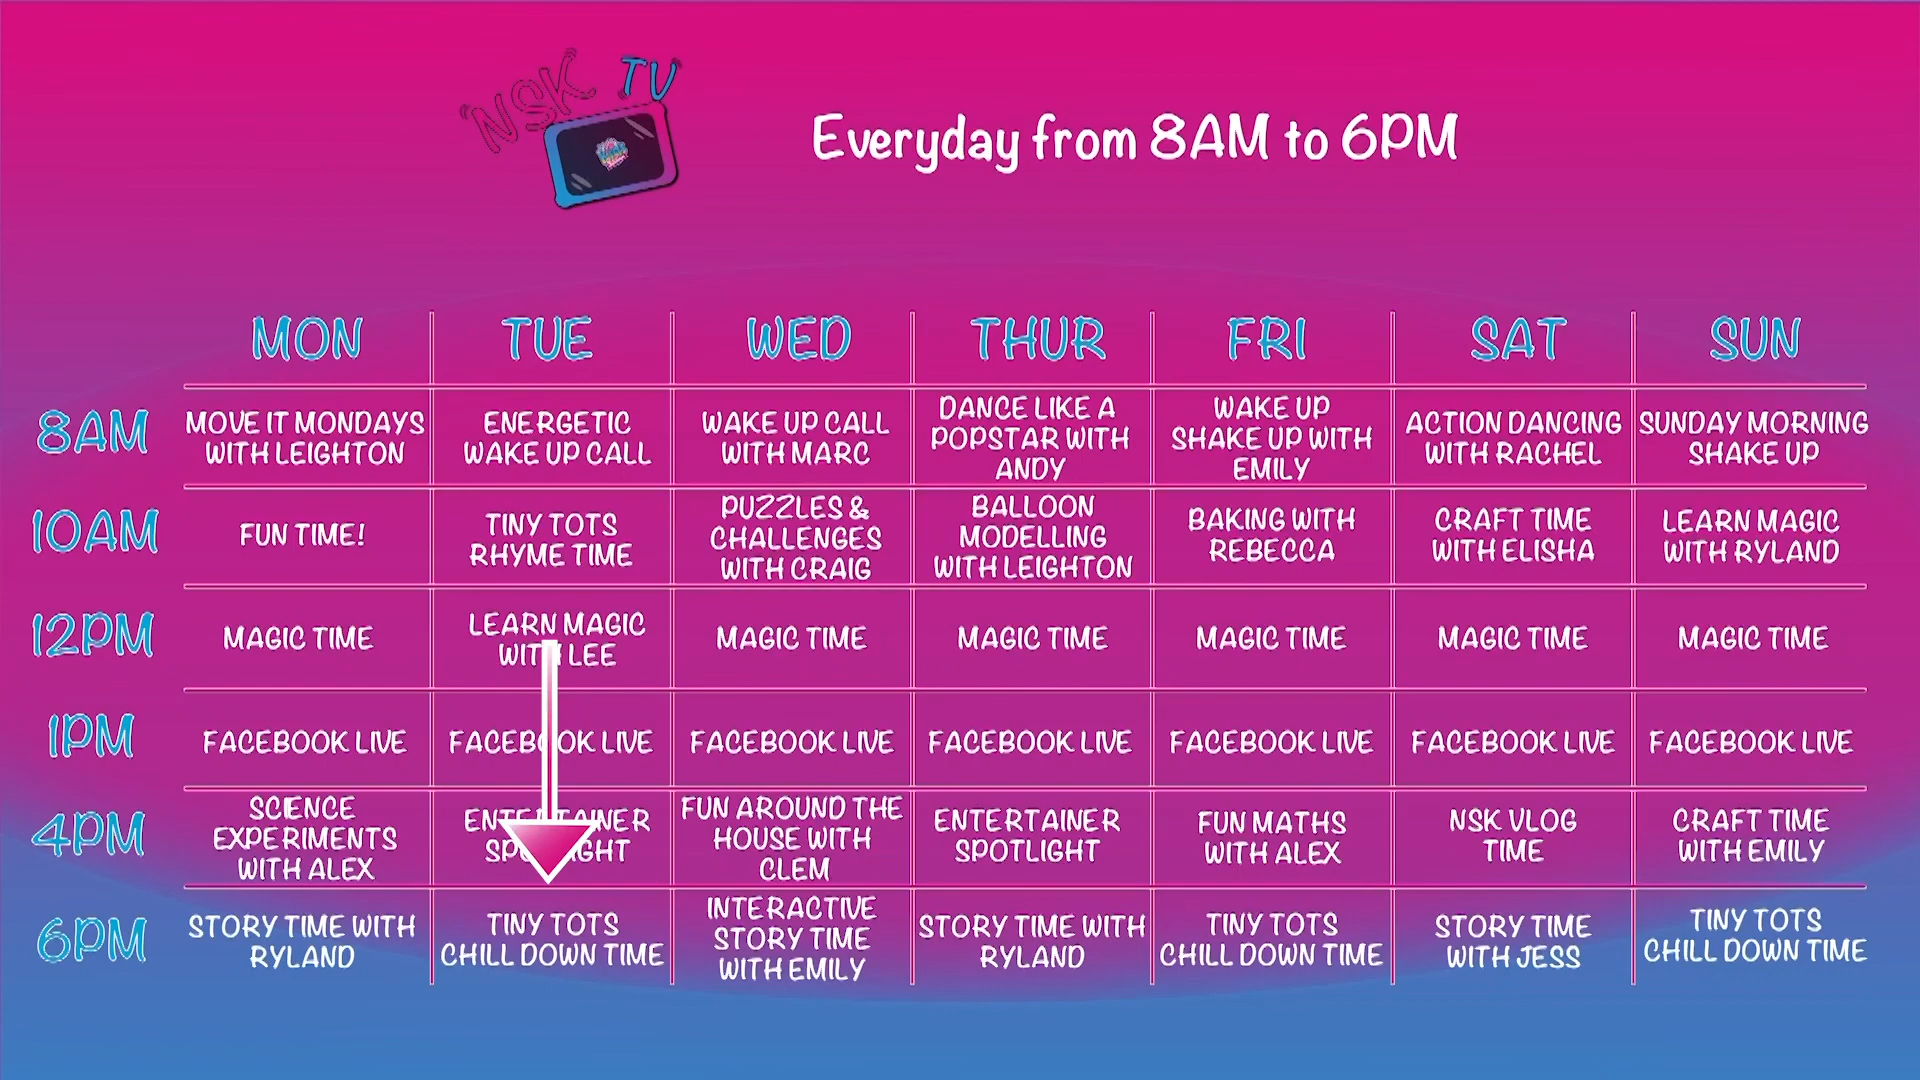 NSK TV
Everyday from 8AM to 6PM
MON TUE WED THUR FRI SAT SUN
8AM
MOVE IT MONDAYS
WITH LEIGHTON
ENERGETIC
WAKE UP CALL
WAKE UP CALL
WITH MARC
DANCE LIKE A
POPSTAR WITH
ANDY
WAKE UP
SHAKE UP WITH
EMILY
ACTION DANCING
WITH RACHEL
SUNDAY MORNING
SHAKE UP
10AM
FUN TIME!
TINY TOTS
RHYME TIME
PUZZLES &
CHALLENGES
WITH CRAIG
BALLOON
MODELLING
WITH LEIGHTON
BAKING WITH
REBECCA
CRAFT TIME
WITH ELISHA
LEARN MAGIC
WITH RYLAND
12PM
MAGIC TIME
LEARN MAGIC
WITH LEE
MAGIC TIME
MAGIC TIME
MAGIC TIME
MAGIC TIME
MAGIC TIME
1PM
FACEBOOK LIVE
FACEBOOK LIVE
FACEBOOK LIVE
FACEBOOK LIVE
FACEBOOK LIVE
FACEBOOK LIVE
FACEBOOK LIVE
4PM
SCIENCE
EXPERIMENTS
WITH ALEX
ENTERTAINER
SPOTLIGHT
FUN AROUND THE
HOUSE WITH
CLEM
ENTERTAINER
SPOTLIGHT
FUN MATHS
WITH ALEX
NSK VLOG
TIME
CRAFT TIME
WITH EMILY
6PM
STORY TIME WITH
RYLAND
TINY TOTS
CHILL DOWN TIME
INTERACTIVE
STORY TIME
WITH EMILY
STORY TIME WITH
RYLAND
TINY TOTS
CHILL DOWN TIME
STORY TIME
WITH JESS
TINY TOTS
CHILL DOWN TIME